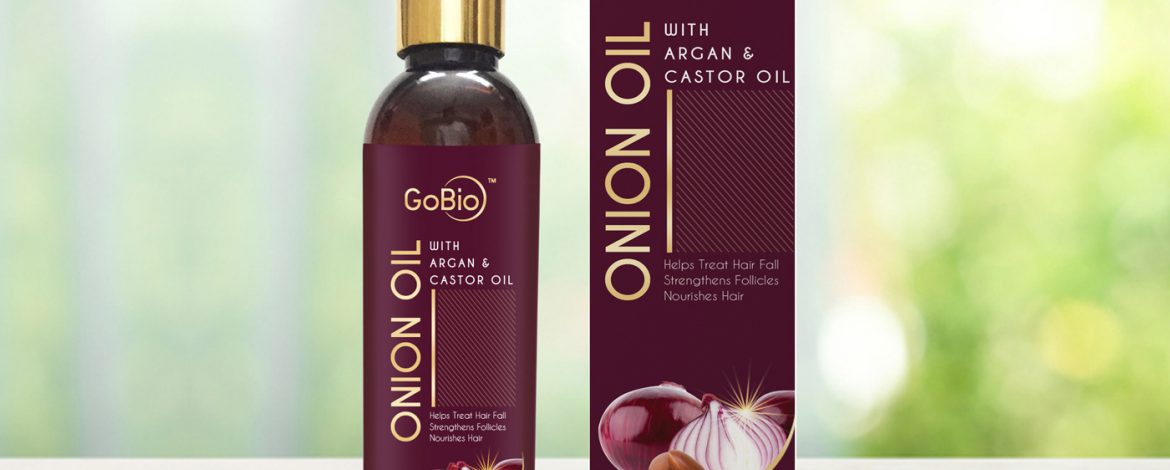 GoBio™
ONION OIL
WITH
ARGAN &
CASTOR OIL
Helps Treat Hair Fall
Strengthens Follicles
Nourishes Hair
ONION OIL
WITH
ARGAN &
CASTOR OIL
Helps Treat Hair Fall
Strengthens Follicles
Nourishes Hair